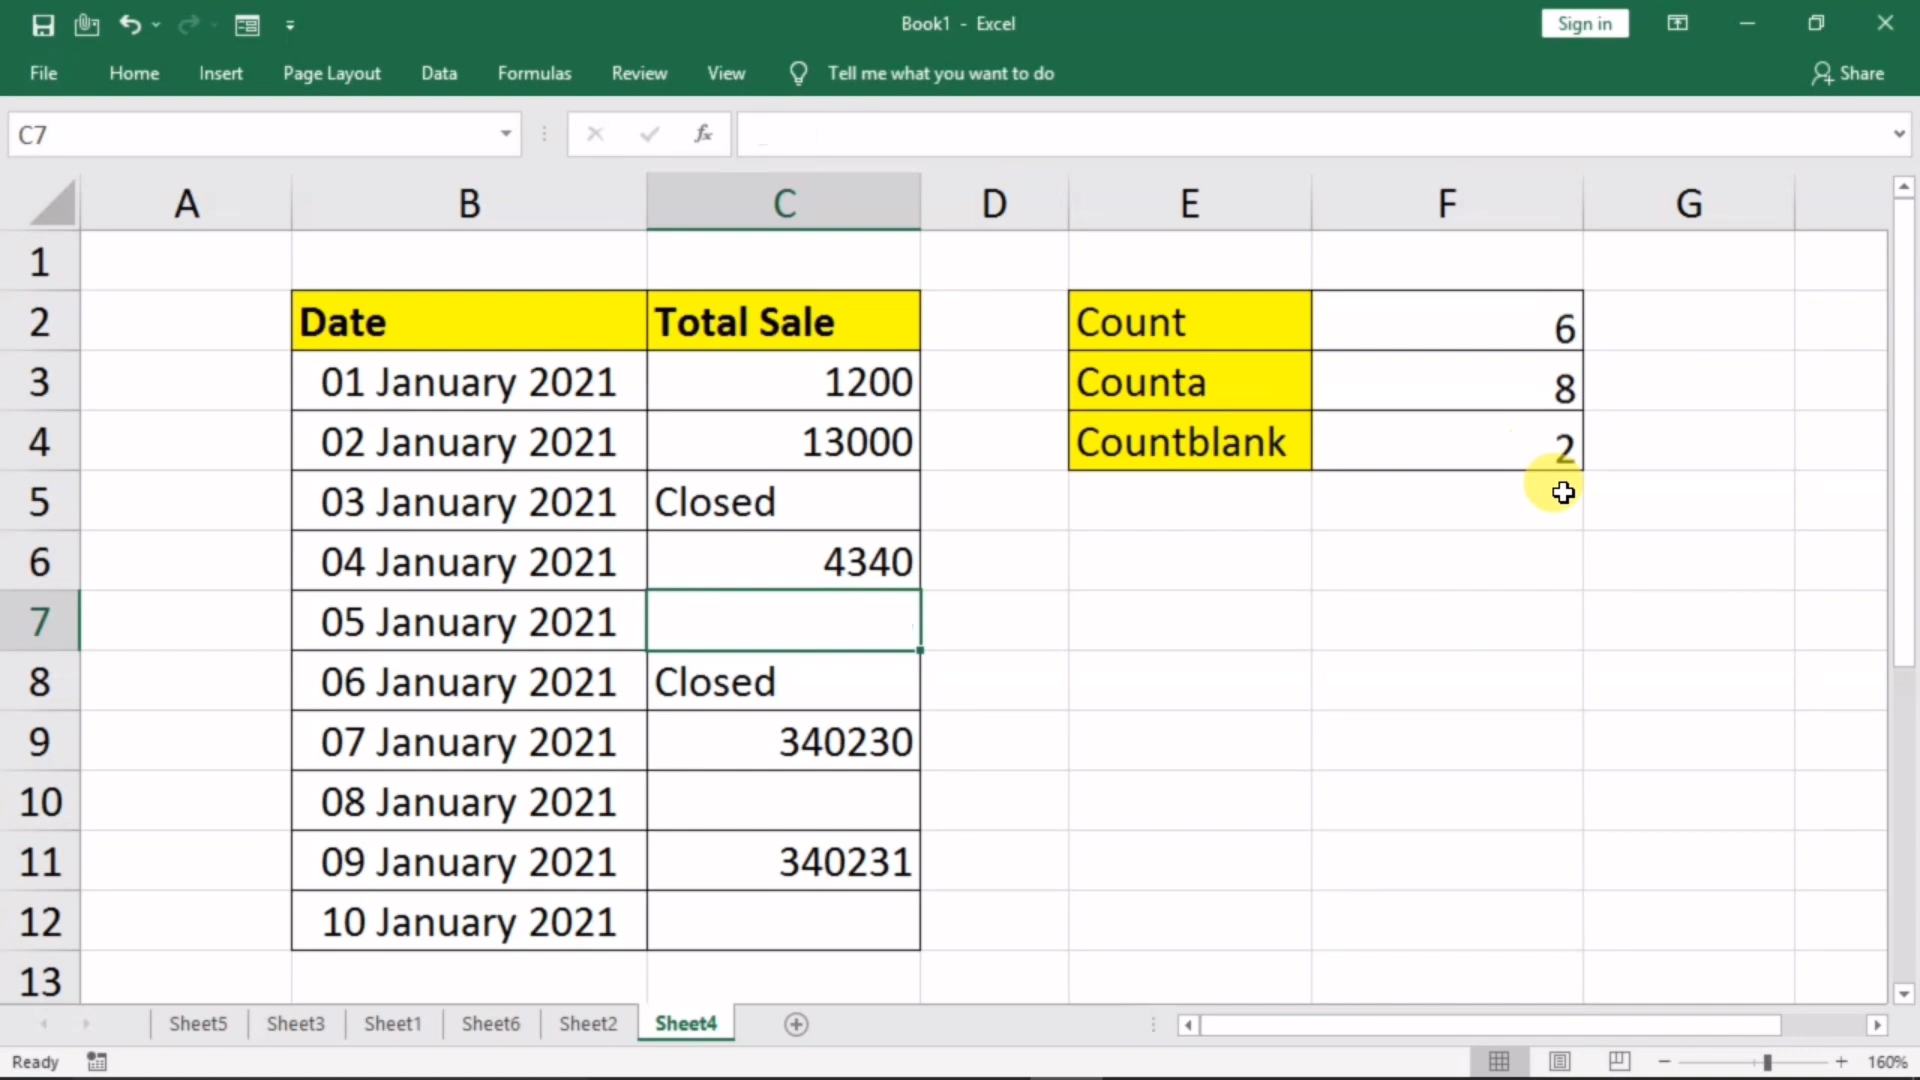 Book1 - Excel
Sign in
File Home Insert Page Layout Data Formulas Review View Tell me what you want to do Share
C7 fx
A B C D E F G
1
2 Date Total Sale Count 6
3 01 January 2021 1200 Counta 8
4 02 January 2021 13000 Countblank 2
5 03 January 2021 Closed
6 04 January 2021 4340
7 05 January 2021
8 06 January 2021 Closed
9 07 January 2021 340230
10 08 January 2021
11 09 January 2021 340231
12 10 January 2021
13
Sheet5 Sheet3 Sheet1 Sheet6 Sheet2 Sheet4
Ready 160%